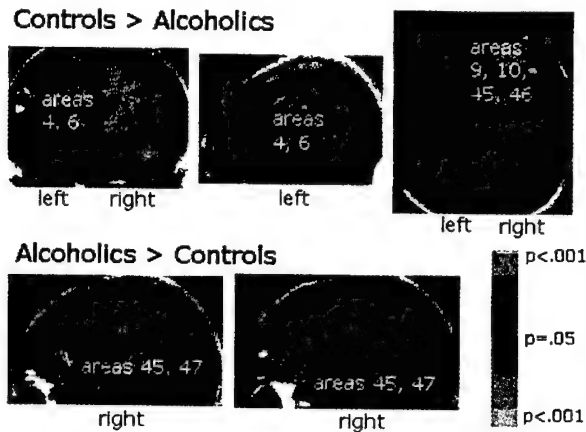 Controls > Alcoholics
areas
4, 6
left right
areas
4, 6
left
areas
9, 10,
45, 46
left right
Alcoholics > Controls
areas 45, 47
right
areas 45, 47
right
p<.001
p=.05
p<.001